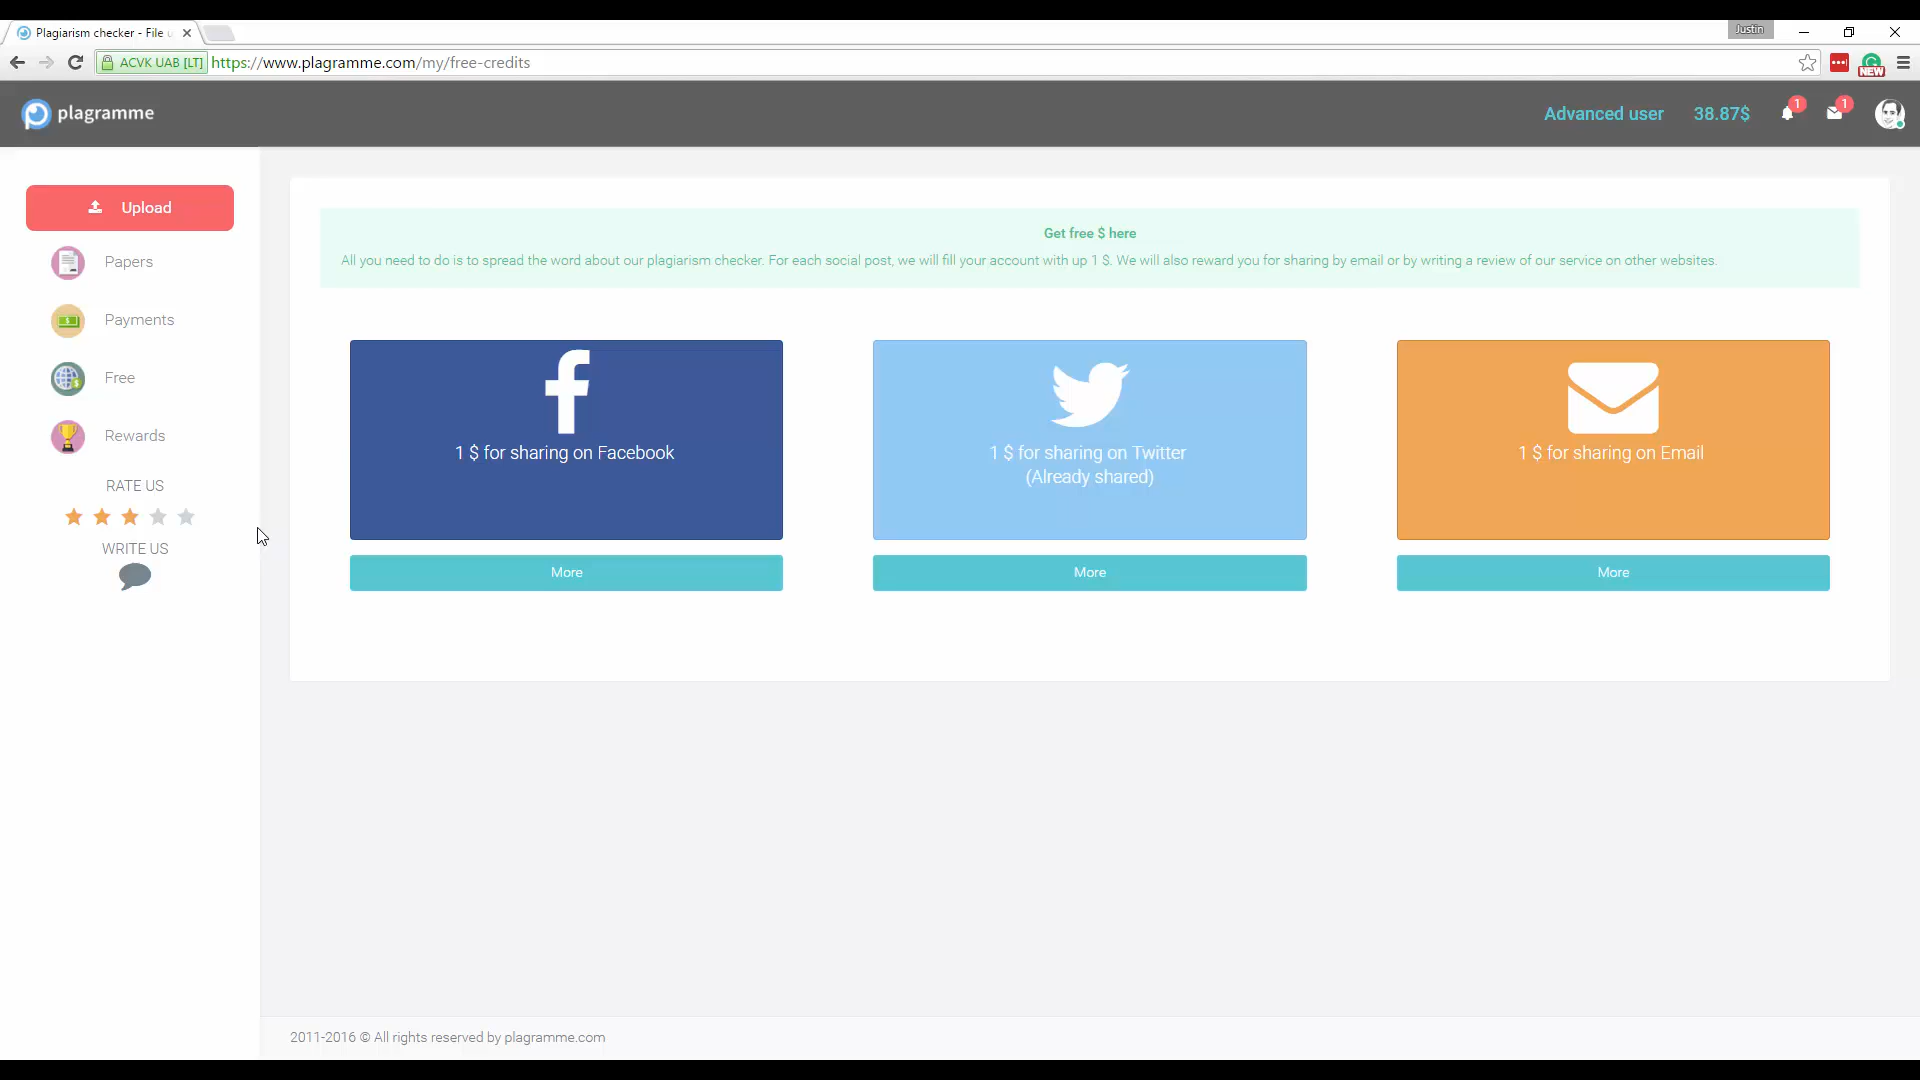 Plagiarism checker - File
Justin
ACVK UAB [LT] https://www.plagramme.com/my/free-credits
NEW
plagramme
Advanced user
38.87$
1
1
Upload
Papers
Payments
Free
Rewards
RATE US
WRITE US
Get free $ here
All you need to do is to spread the word about our plagiarism checker. For each social post, we will fill your account with up 1 $. We will also reward you for sharing by email or by writing a review of our service on other websites.
1 $ for sharing on Facebook
1 $ for sharing on Twitter
(Already shared)
1 $ for sharing on Email
More
More
More
2011-2016 © All rights reserved by plagramme.com